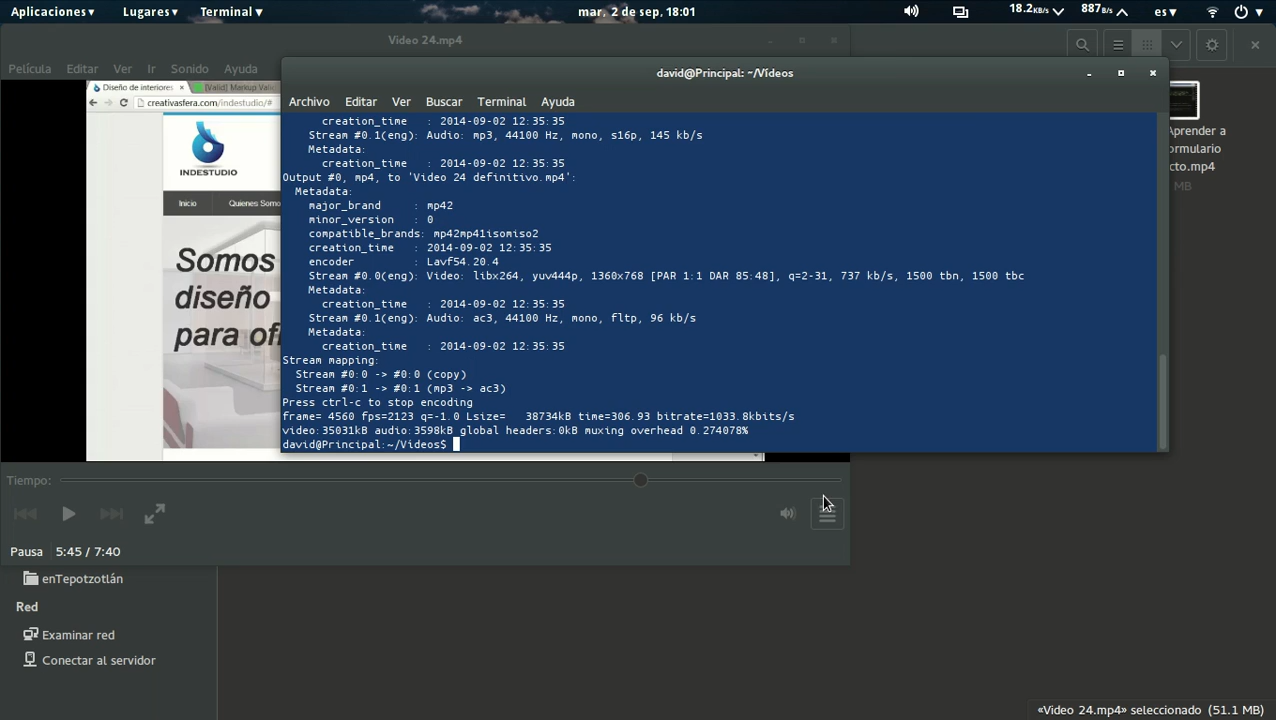 Aplicaciones Lugares Terminal mar, 2 de sep, 18:01 18.2KB/s 887B/s es
Video 24.mp4
Película Editar Ver Ir Sonido Ayuda
Diseño de interiores × [Valid] Markup Vali
creativasfera.com/indestudio/#
INDESTUDIO
Inicio Quienes Somo
Somos
diseño
para ofi
david@Principal: ~/Vídeos
Archivo Editar Ver Buscar Terminal Ayuda
creation_time : 2014-09-02 12:35:35
Stream #0.1(eng): Audio: mp3, 44100 Hz, mono, s16p, 145 kb/s
Metadata:
creation_time : 2014-09-02 12:35:35
Output #0, mp4, to 'Video 24 definitivo.mp4':
Metadata:
major_brand : mp42
minor_version : 0
compatible_brands: mp42mp41isomiso2
creation_time : 2014-09-02 12:35:35
encoder : Lavf54.20.4
Stream #0.0(eng): Video: libx264, yuv444p, 1360x768 [PAR 1:1 DAR 85:48], q=2-31, 737 kb/s, 1500 tbn, 1500 tbc
Metadata:
creation_time : 2014-09-02 12:35:35
Stream #0.1(eng): Audio: ac3, 44100 Hz, mono, fltp, 96 kb/s
Metadata:
creation_time : 2014-09-02 12:35:35
Stream mapping:
Stream #0:0 -> #0:0 (copy)
Stream #0:1 -> #0:1 (mp3 -> ac3)
Press ctrl-c to stop encoding
frame= 4560 fps=2123 q=-1.0 Lsize= 38734kB time=306.93 bitrate=1033.8kbits/s
video:35031kB audio:3598kB global headers:0kB muxing overhead 0.274078%
david@Principal:~/Vídeos$
Aprender a
ormulario
cto.mp4
MB
Tiempo:
Pausa 5:45 / 7:40
enTepotzotlán
Red
Examinar red
Conectar al servidor
«Video 24.mp4» seleccionado (51.1 MB)